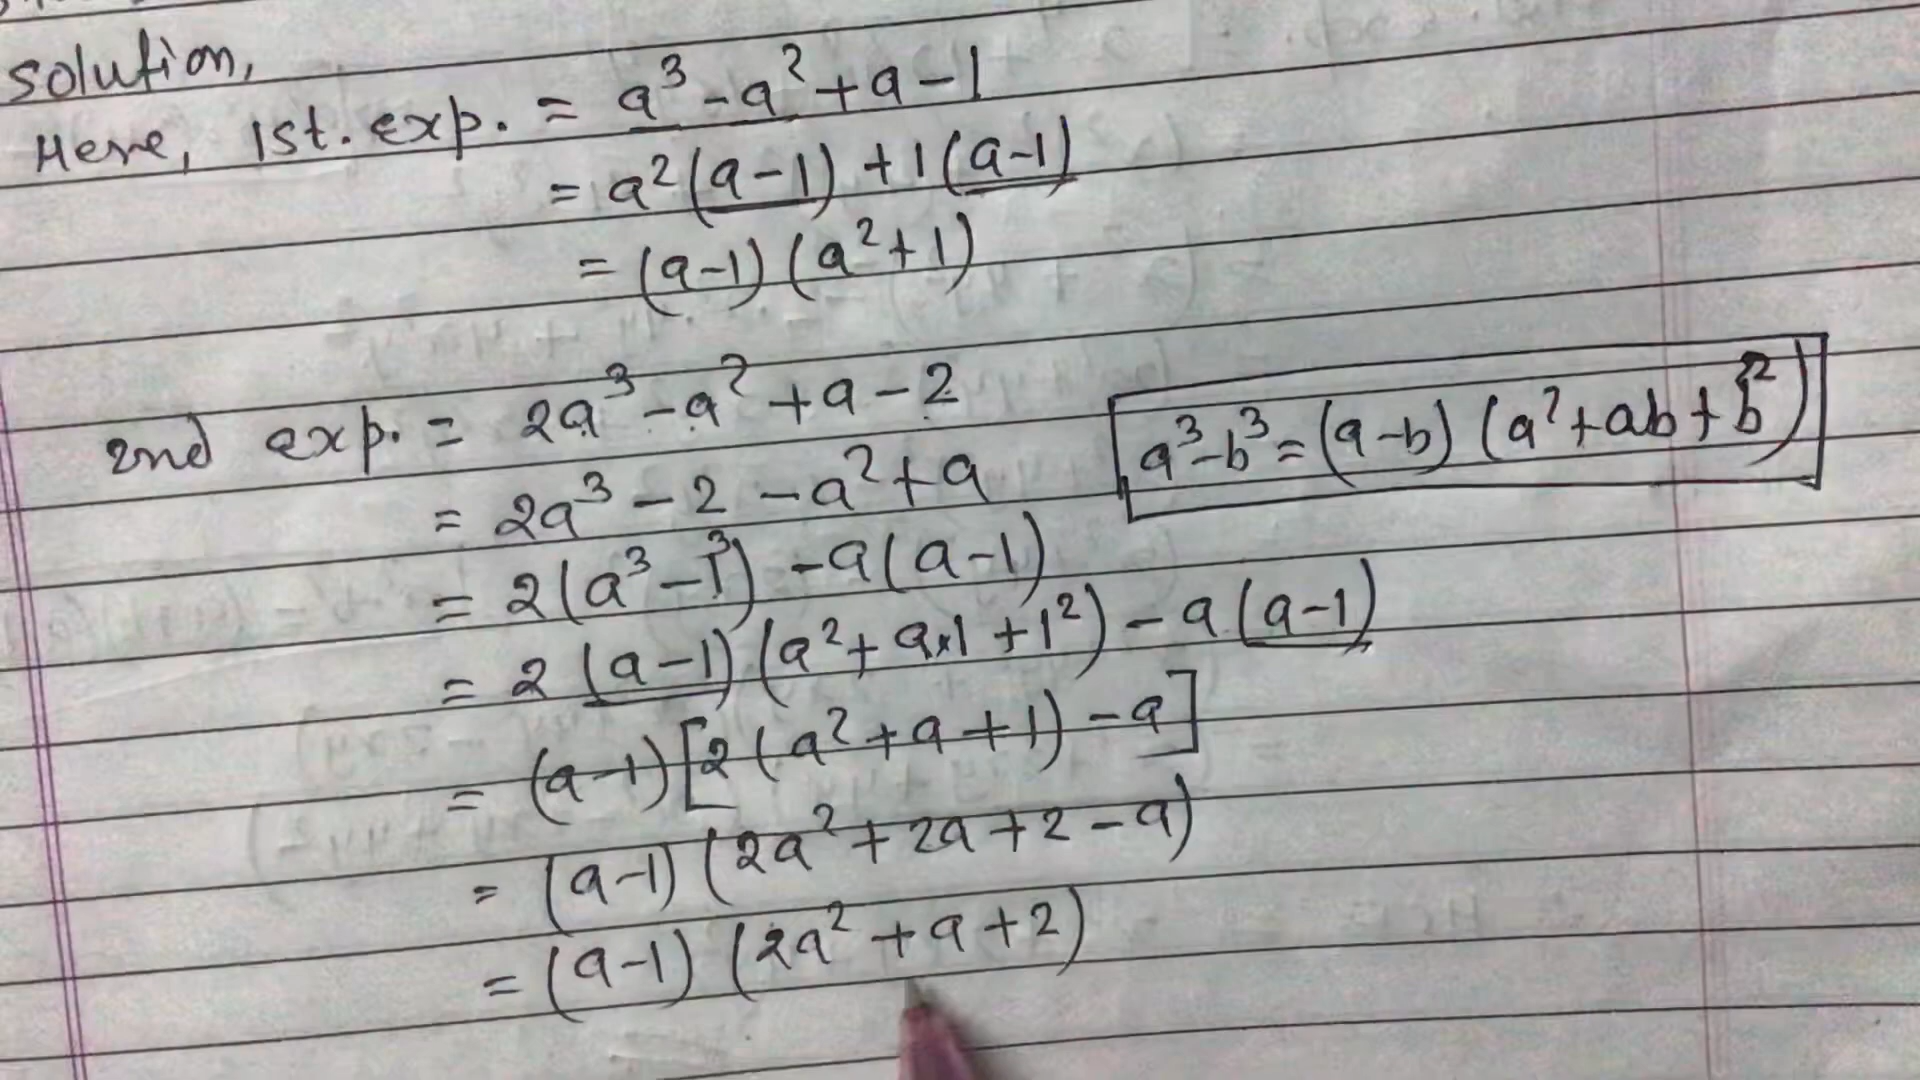 solution,
Here, 1st. exp. = a³ - a² + a - 1
= a² (a - 1) + 1 (a - 1)
= (a - 1) (a² + 1)
2nd exp. = 2a³ - a² + a - 2
= 2a³ - 2 - a² + a
a³ - b³ = (a - b) (a² + ab + b²)
= 2 (a³ - 1³) - a (a - 1)
= 2 (a - 1) (a² + a × 1 + 1²) - a (a - 1)
= (a - 1) [2 (a² + a + 1) - a]
= (a - 1) (2a² + 2a + 2 - a)
= (a - 1) (2a² + a + 2)